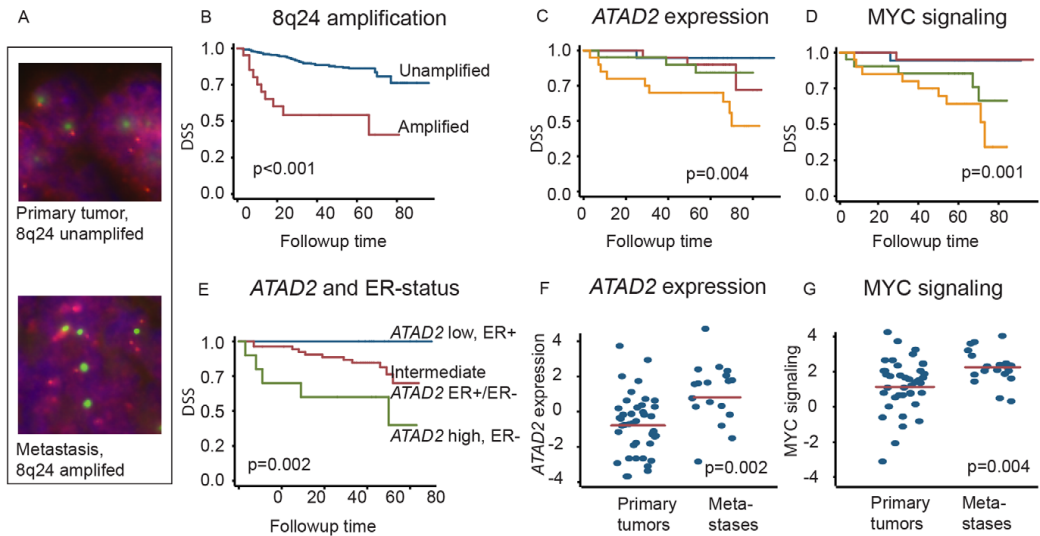 A
Primary tumor,
8q24 unamplifed
Metastasis,
8q24 amplifed
B
8q24 amplification
1.0
0.7
0.5
0.2
0.0
DSS
Unamplified
Amplified
p<0.001
0 20 40 60 80
Followup time
C
ATAD2 expression
1.0
0.7
0.5
0.2
0.0
DSS
p=0.004
0 20 40 60 80
Followup time
D
MYC signaling
1.0
0.7
0.5
0.2
0.0
DSS
p=0.001
0 20 40 60 80
Followup time
E
ATAD2 and ER-status
1.0
0.7
0.5
0.2
0
DSS
ATAD2 low, ER+
Intermediate
ATAD2 ER+/ER-
ATAD2 high, ER-
p=0.002
0 20 40 60 80
Followup time
F
ATAD2 expression
4
2
0
-2
-4
ATAD2 expression
p=0.002
Primary
tumors
Meta-
stases
G
MYC signaling
4
2
0
-2
4
MYC signaling
p=0.004
Primary
tumors
Meta-
stases